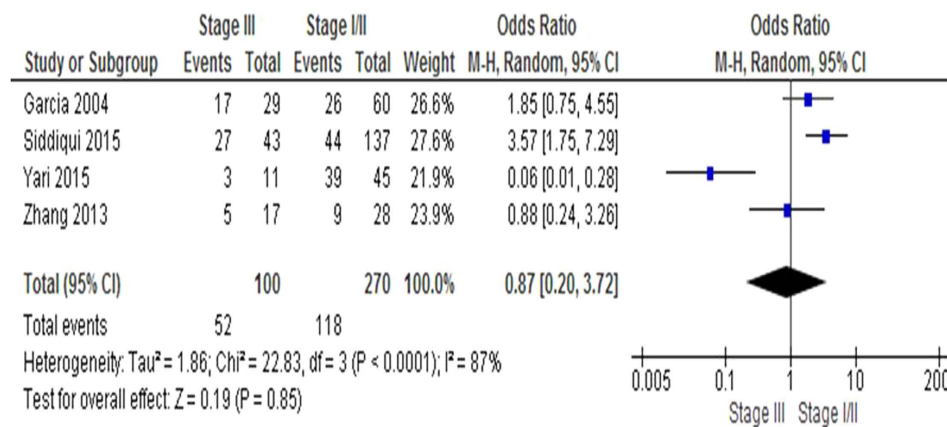 Stage III Stage I/II Odds Ratio Odds Ratio
Study or Subgroup Events Total Events Total Weight M-H, Random, 95% CI M-H, Random, 95% CI
Garcia 2004 17 29 26 60 26.6% 1.85 [0.75, 4.55]
Siddiqui 2015 27 43 44 137 27.6% 3.57 [1.75, 7.29]
Yari 2015 3 11 39 45 21.9% 0.06 [0.01, 0.28]
Zhang 2013 5 17 9 28 23.9% 0.88 [0.24, 3.26]
Total (95% CI) 100 270 100.0% 0.87 [0.20, 3.72]
Total events 52 118
Heterogeneity: Tau² = 1.86; Chi² = 22.83, df = 3 (P < 0.0001); I² = 87%
Test for overall effect: Z = 0.19 (P = 0.85)
0.005 0.1 1 10 200
Stage III Stage I/II